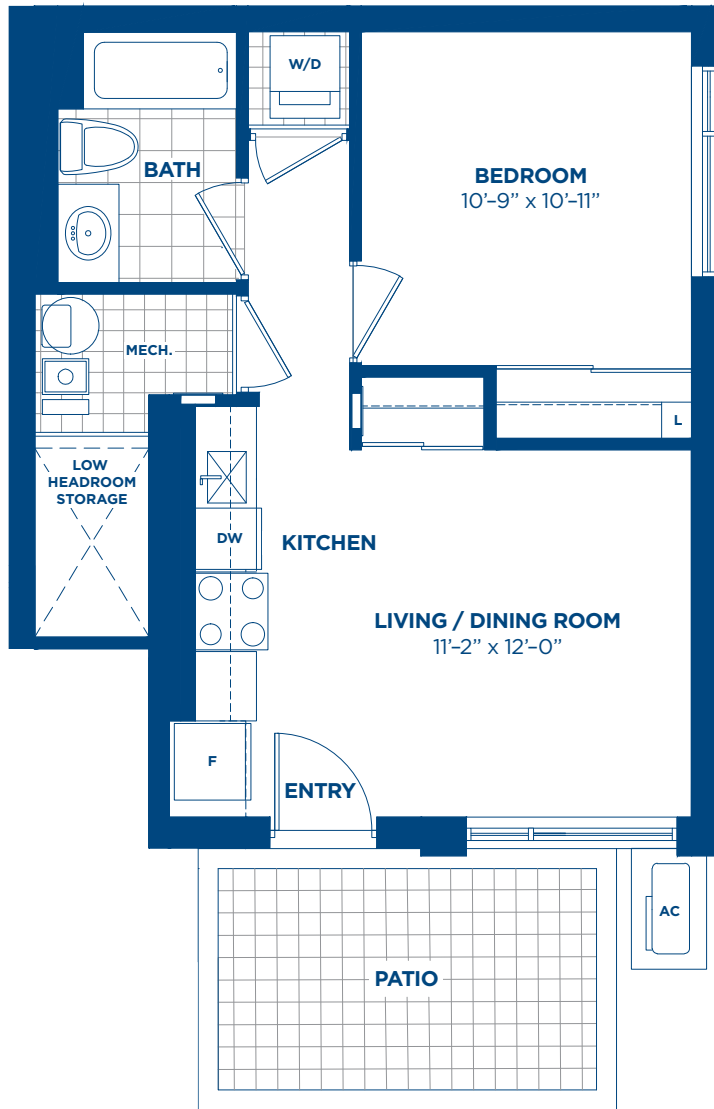 W/D
BATH
BEDROOM
10’–9” x 10’–11”
MECH.
L
LOW
HEADROOM
STORAGE
DW
KITCHEN
LIVING / DINING ROOM
11’–2” x 12’–0”
F
ENTRY
AC
PATIO